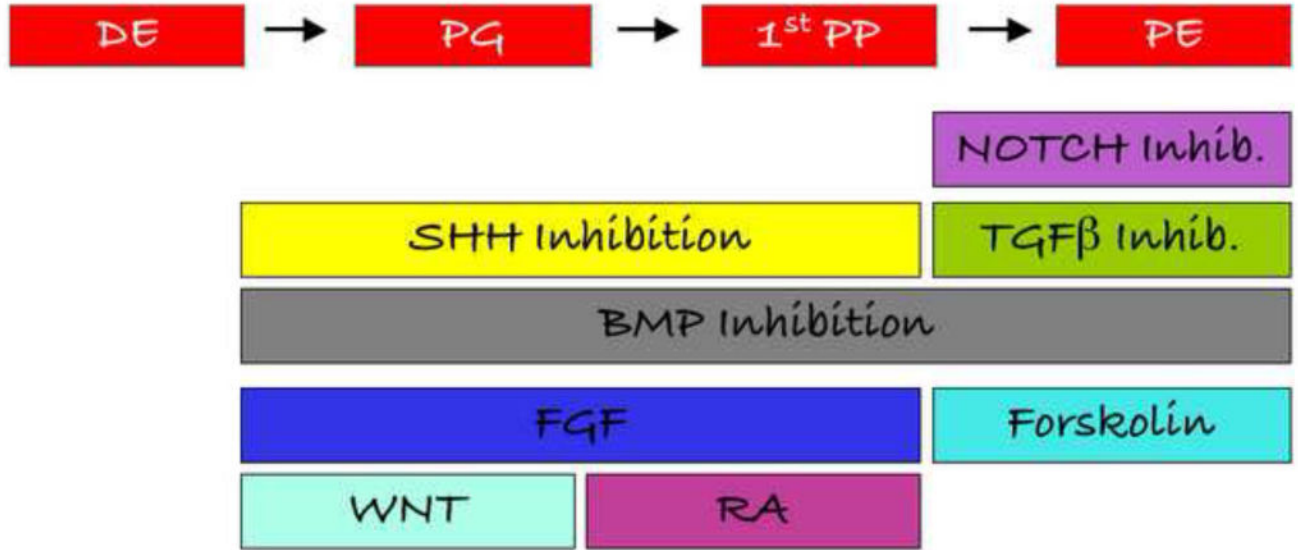 DE → PG → 1st PP → PE
NOTCH Inhib.
SHH Inhibition TGFβ Inhib.
BMP Inhibition
FGF Forskolin
WNT RA